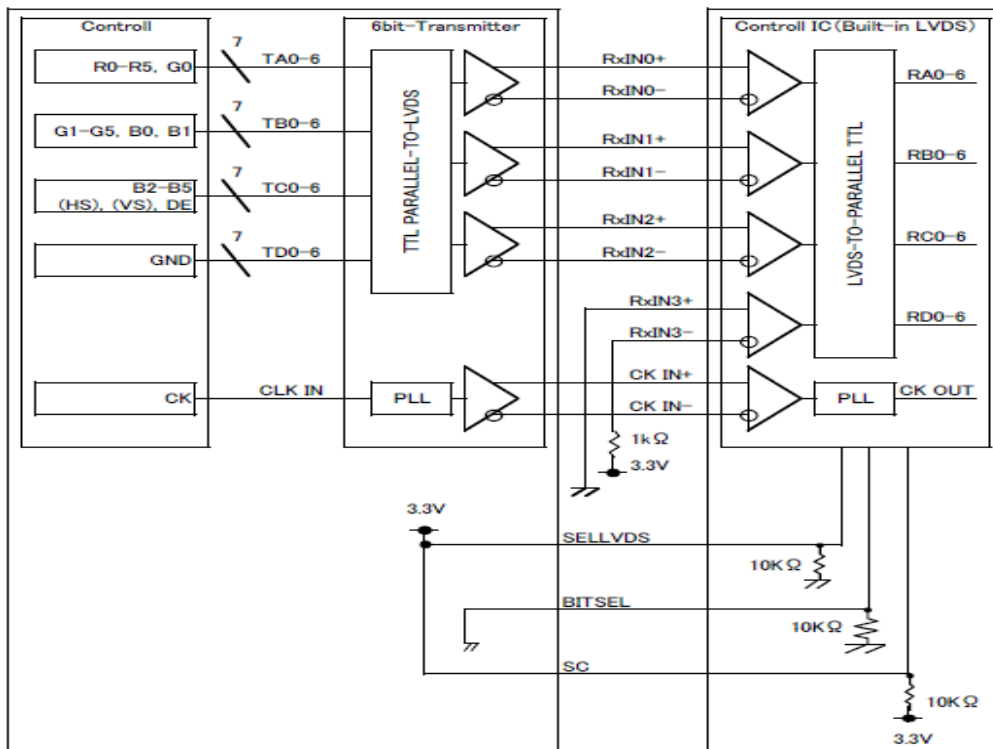 Controll
6bit-Transmitter
Controll IC(Built-in LVDS)
R0-R5, G0
7
TA0-6
G1-G5, B0, B1
7
TB0-6
B2-B5
(HS), (VS), DE
7
TC0-6
GND
7
TD0-6
CK
CLK IN
TTL PARALLEL-TO-LVDS
PLL
RxIN0+
RxIN0-
RxIN1+
RxIN1-
RxIN2+
RxIN2-
RxIN3+
RxIN3-
CK IN+
CK IN-
LVDS-TO-PARALLEL TTL
PLL
RA0-6
RB0-6
RC0-6
RD0-6
CK OUT
1kΩ
3.3V
3.3V
SELLVDS
10KΩ
BITSEL
10KΩ
SC
10KΩ
3.3V